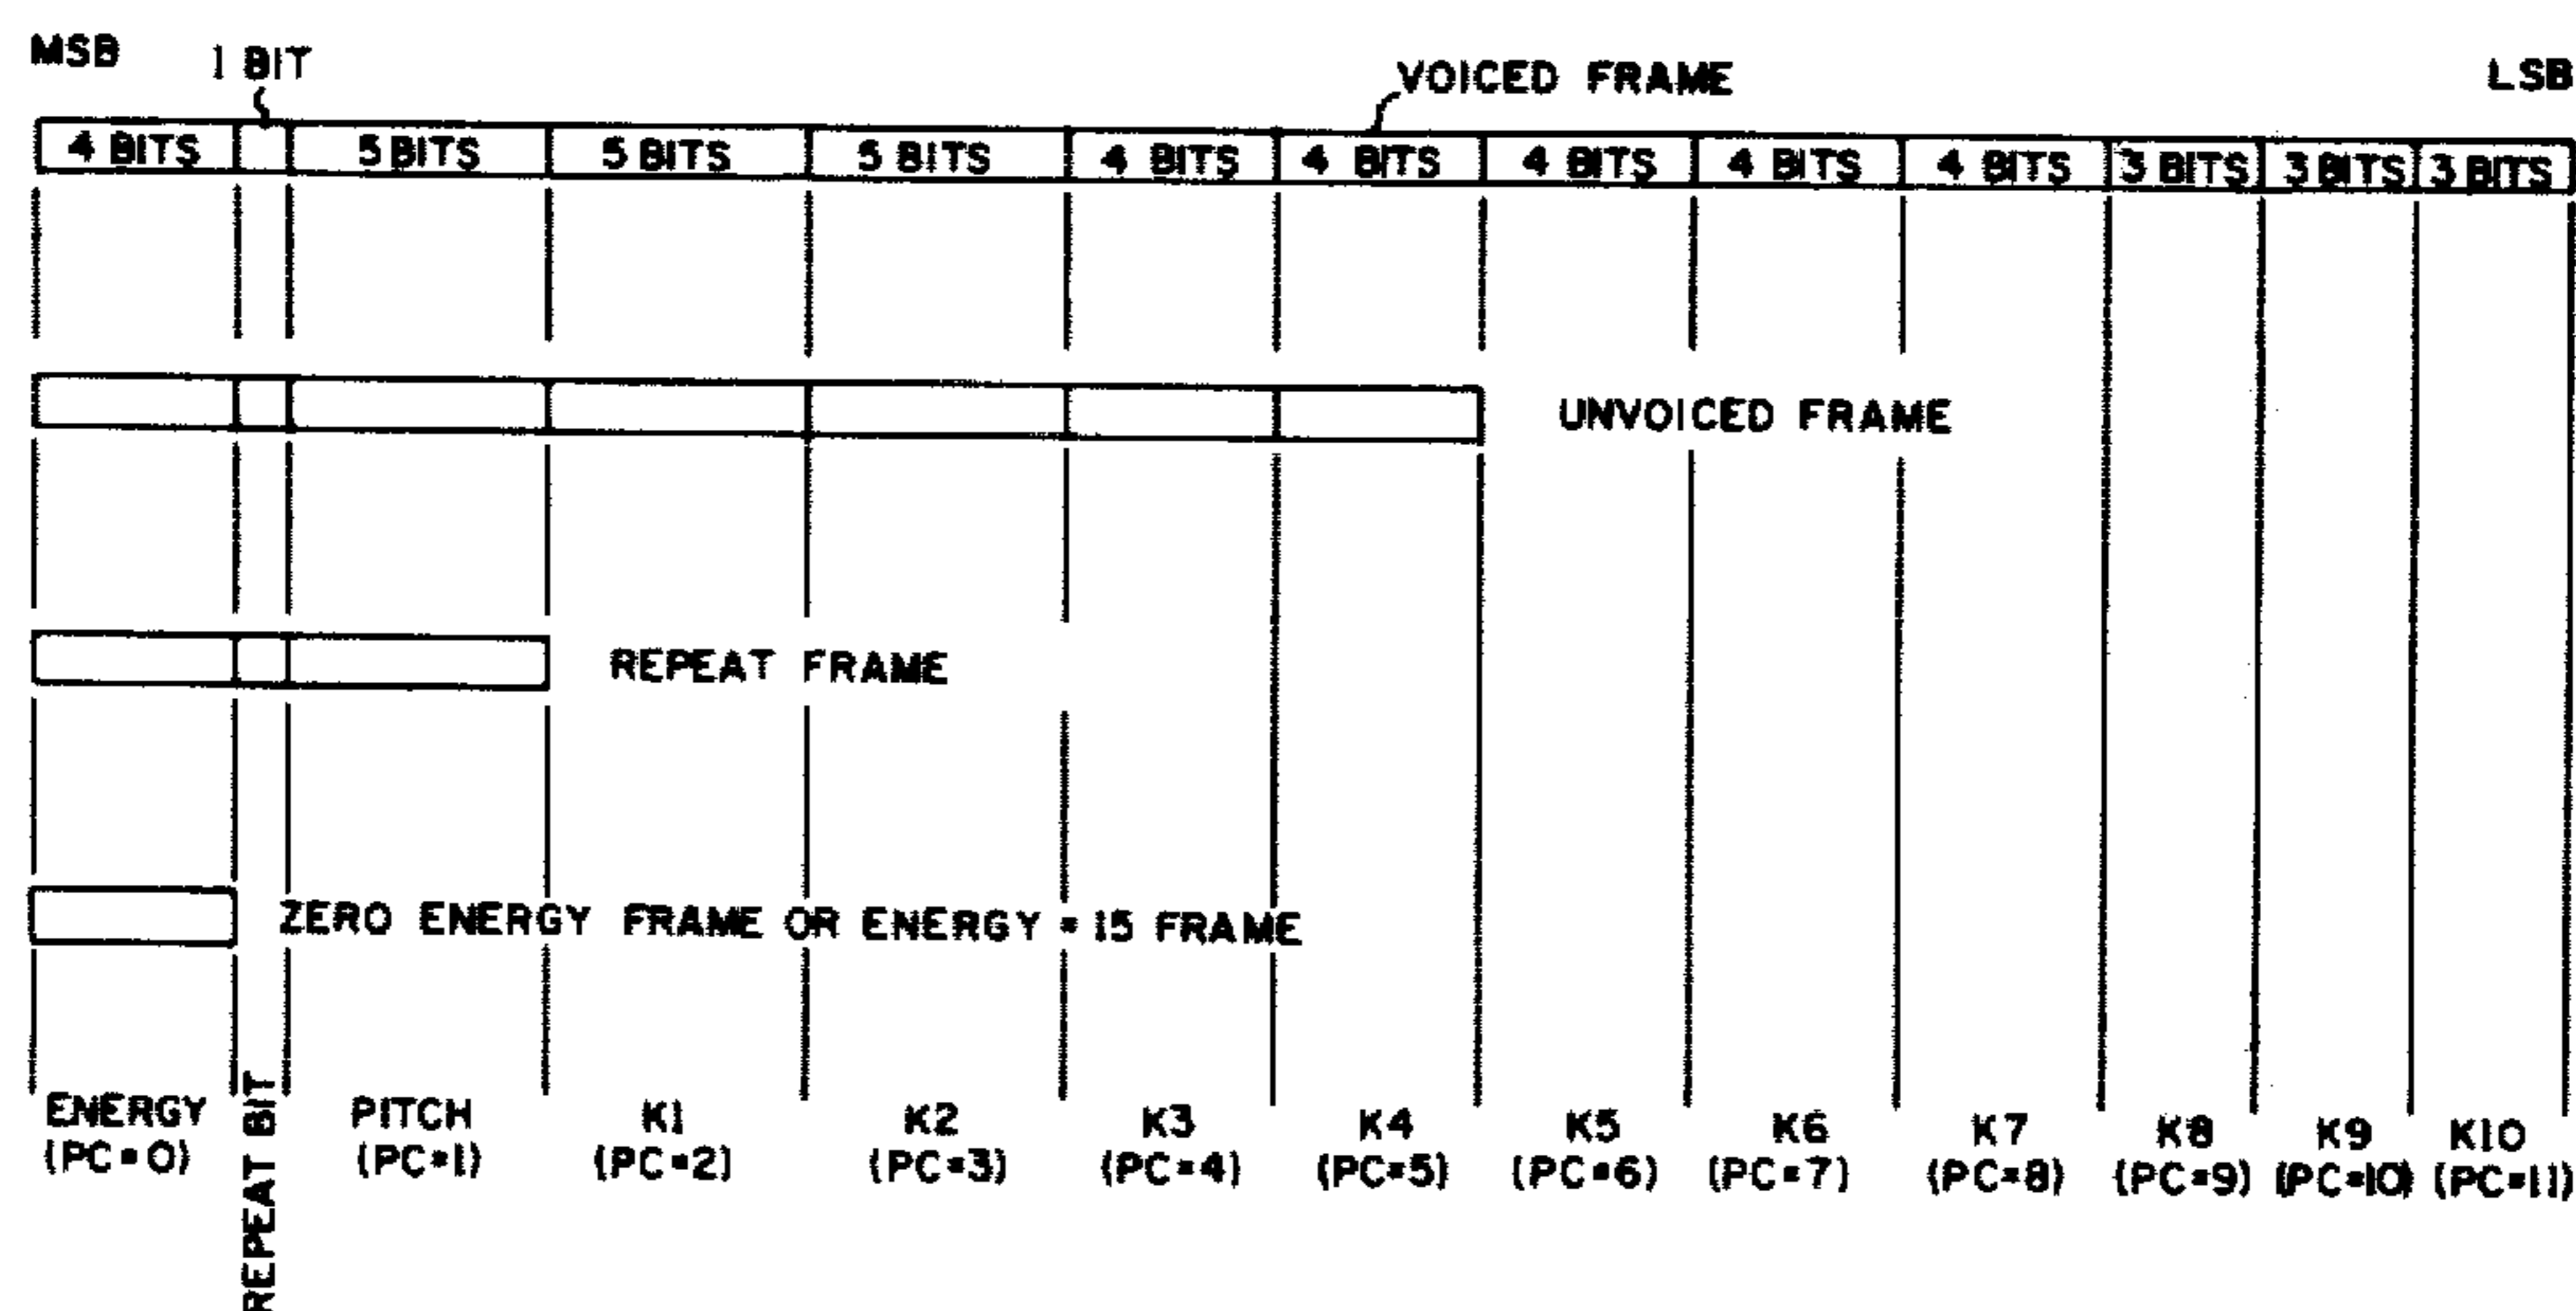 MSB
1 BIT
VOICED FRAME
LSB
4 BITS
5 BITS
5 BITS
5 BITS
4 BITS
4 BITS
4 BITS
4 BITS
4 BITS
3 BITS
3 BITS
3 BITS
UNVOICED FRAME
REPEAT FRAME
ZERO ENERGY FRAME OR ENERGY = 15 FRAME
ENERGY
(PC=0)
REPEAT BIT
PITCH
(PC=1)
K1
(PC=2)
K2
(PC=3)
K3
(PC=4)
K4
(PC=5)
K5
(PC=6)
K6
(PC=7)
K7
(PC=8)
K8
(PC=9)
K9
(PC=10)
K10
(PC=11)